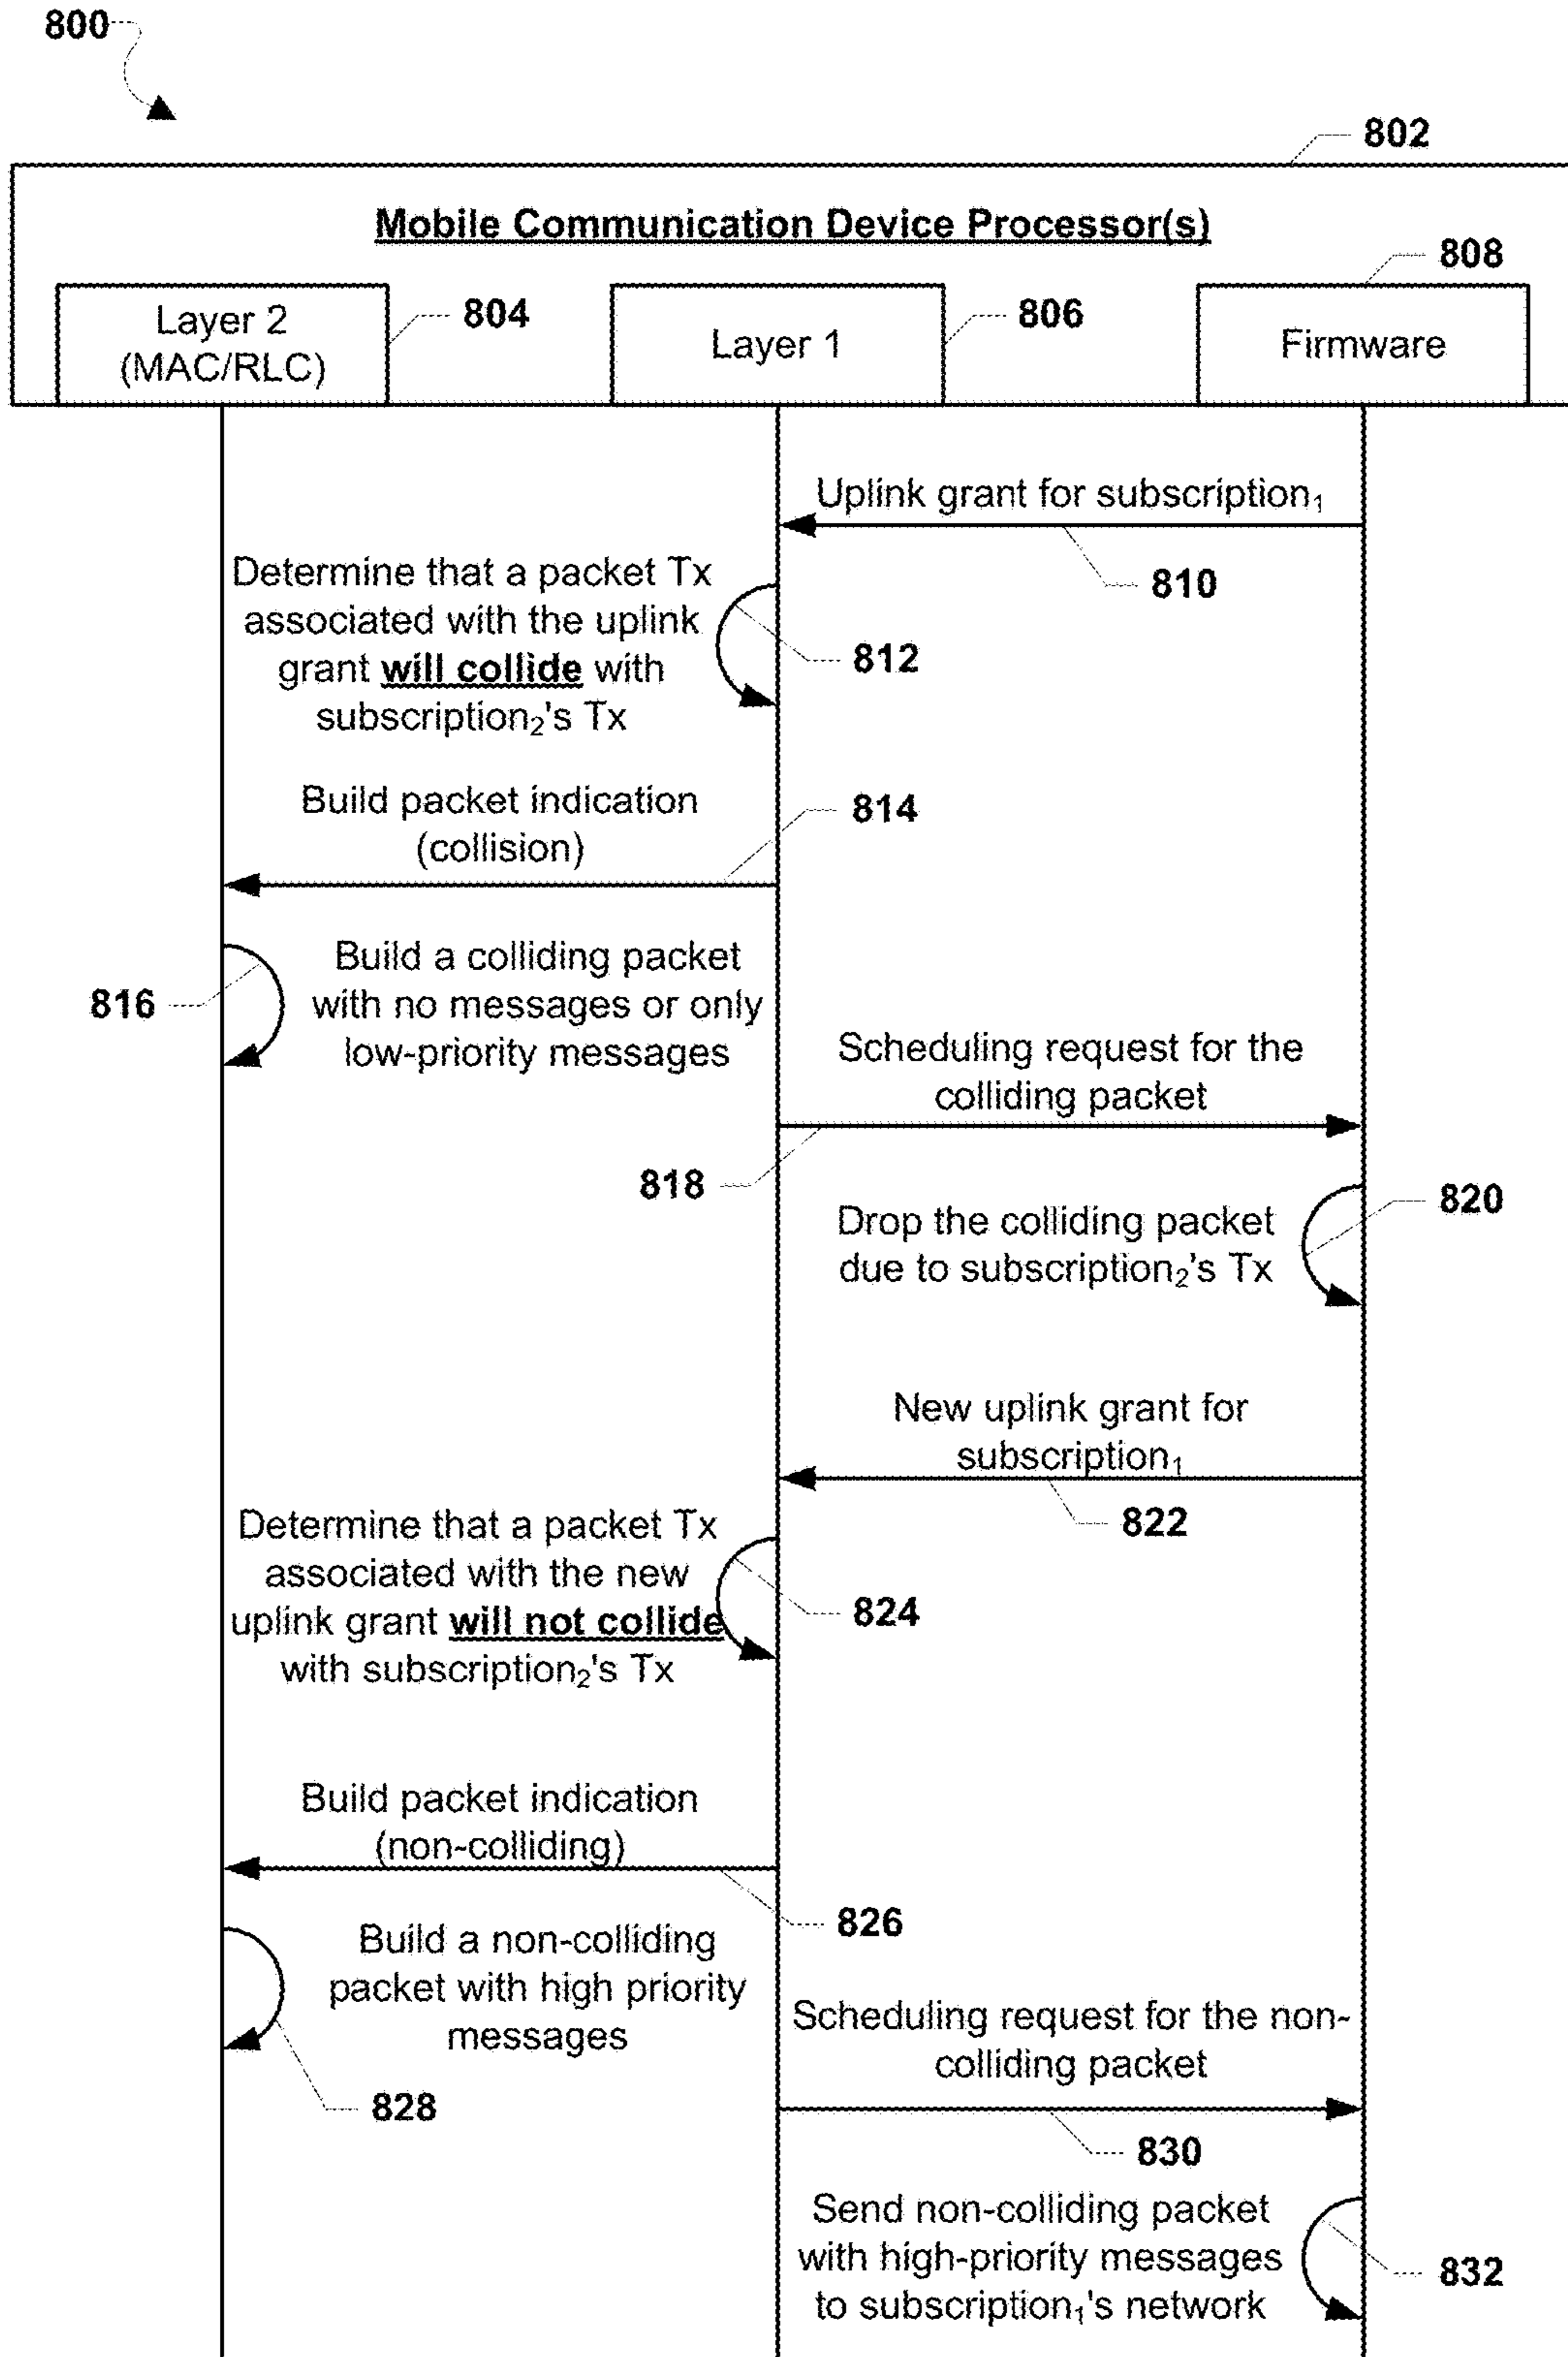 800
802
Mobile Communication Device Processor(s)
808
Layer 2
(MAC/RLC)
804
Layer 1
806
Firmware
Uplink grant for subscription₁
810
Determine that a packet Tx
associated with the uplink
grant will collide with
subscription₂'s Tx
812
Build packet indication
(collision)
814
816
Build a colliding packet
with no messages or only
low-priority messages
Scheduling request for the
colliding packet
818
Drop the colliding packet
due to subscription₂'s Tx
820
New uplink grant for
subscription₁
822
Determine that a packet Tx
associated with the new
uplink grant will not collide
with subscription₂'s Tx
824
Build packet indication
(non-colliding)
826
Build a non-colliding
packet with high priority
messages
828
Scheduling request for the non-
colliding packet
830
Send non-colliding packet
with high-priority messages
to subscription₁'s network
832